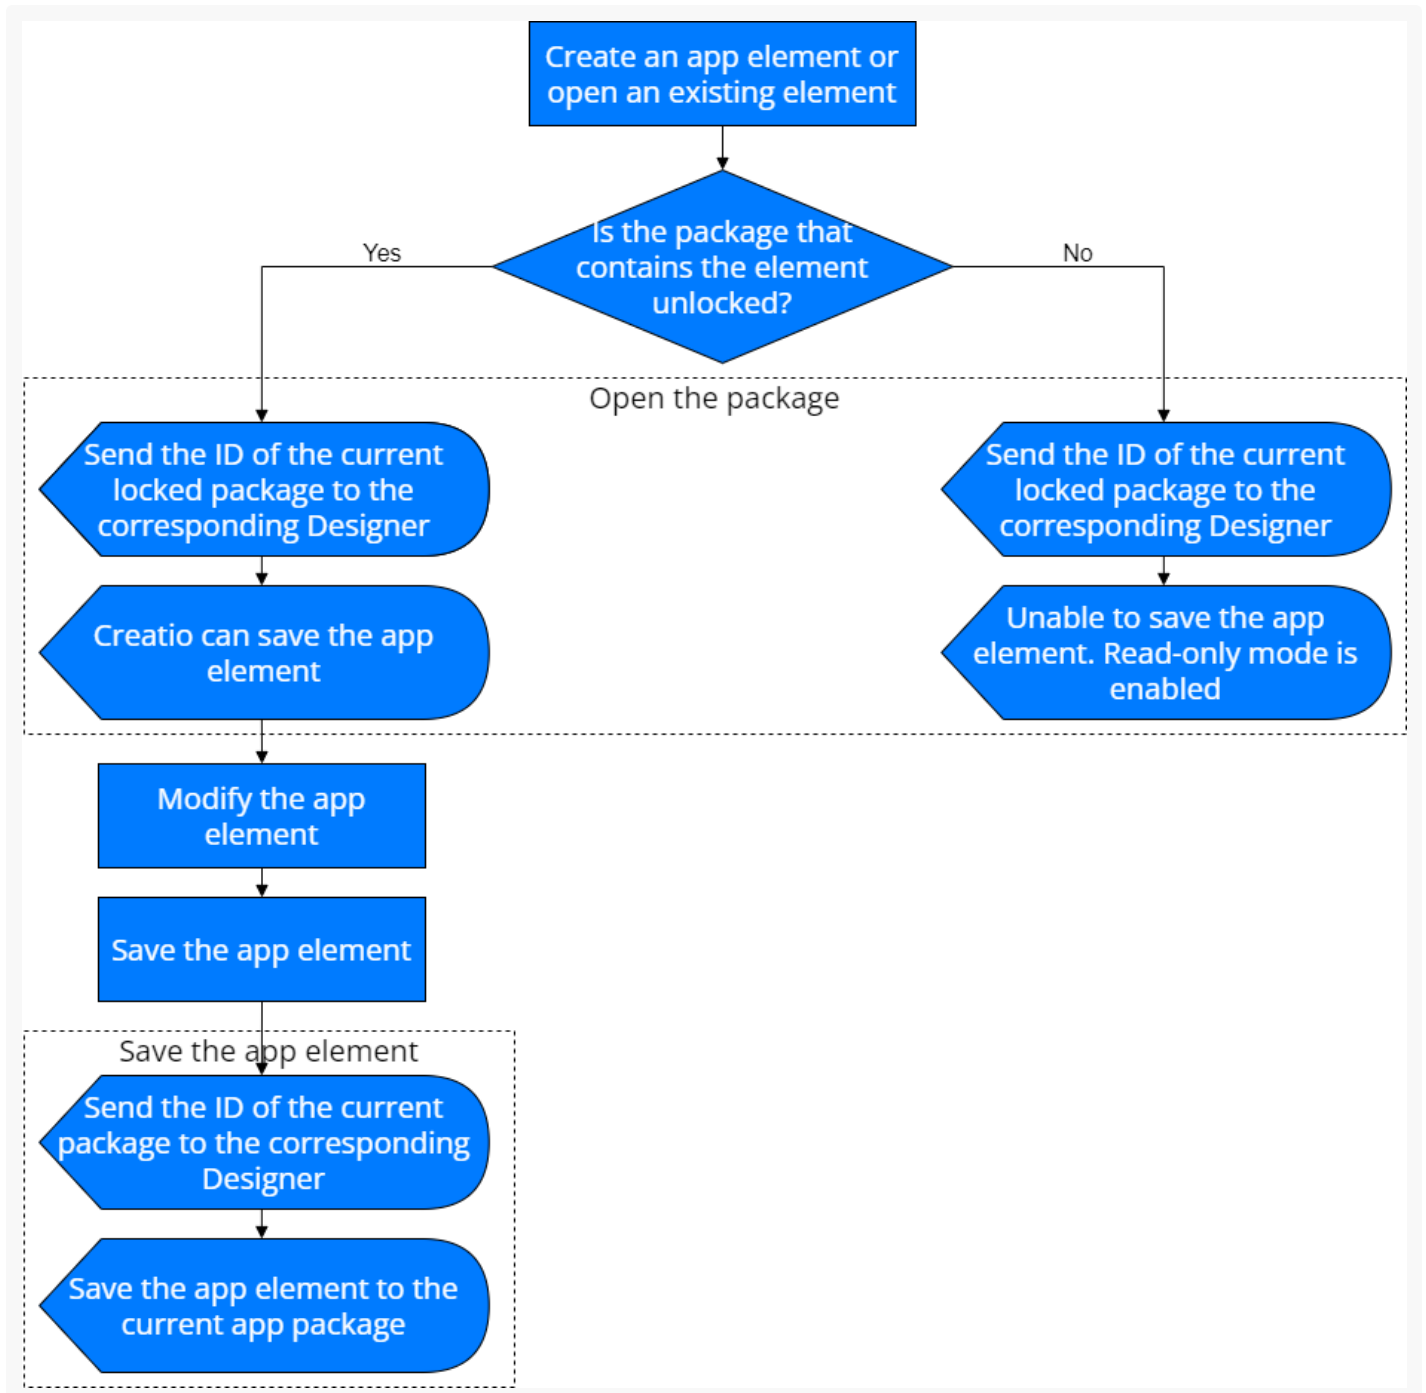 Create an app element or
open an existing element
Is the package that
contains the element
unlocked?
Yes
No
Open the package
Send the ID of the current
locked package to the
corresponding Designer
Send the ID of the current
locked package to the
corresponding Designer
Creatio can save the app
element
Unable to save the app
element. Read-only mode is
enabled
Modify the app
element
Save the app element
Save the app element
Send the ID of the current
package to the corresponding
Designer
Save the app element to the
current app package